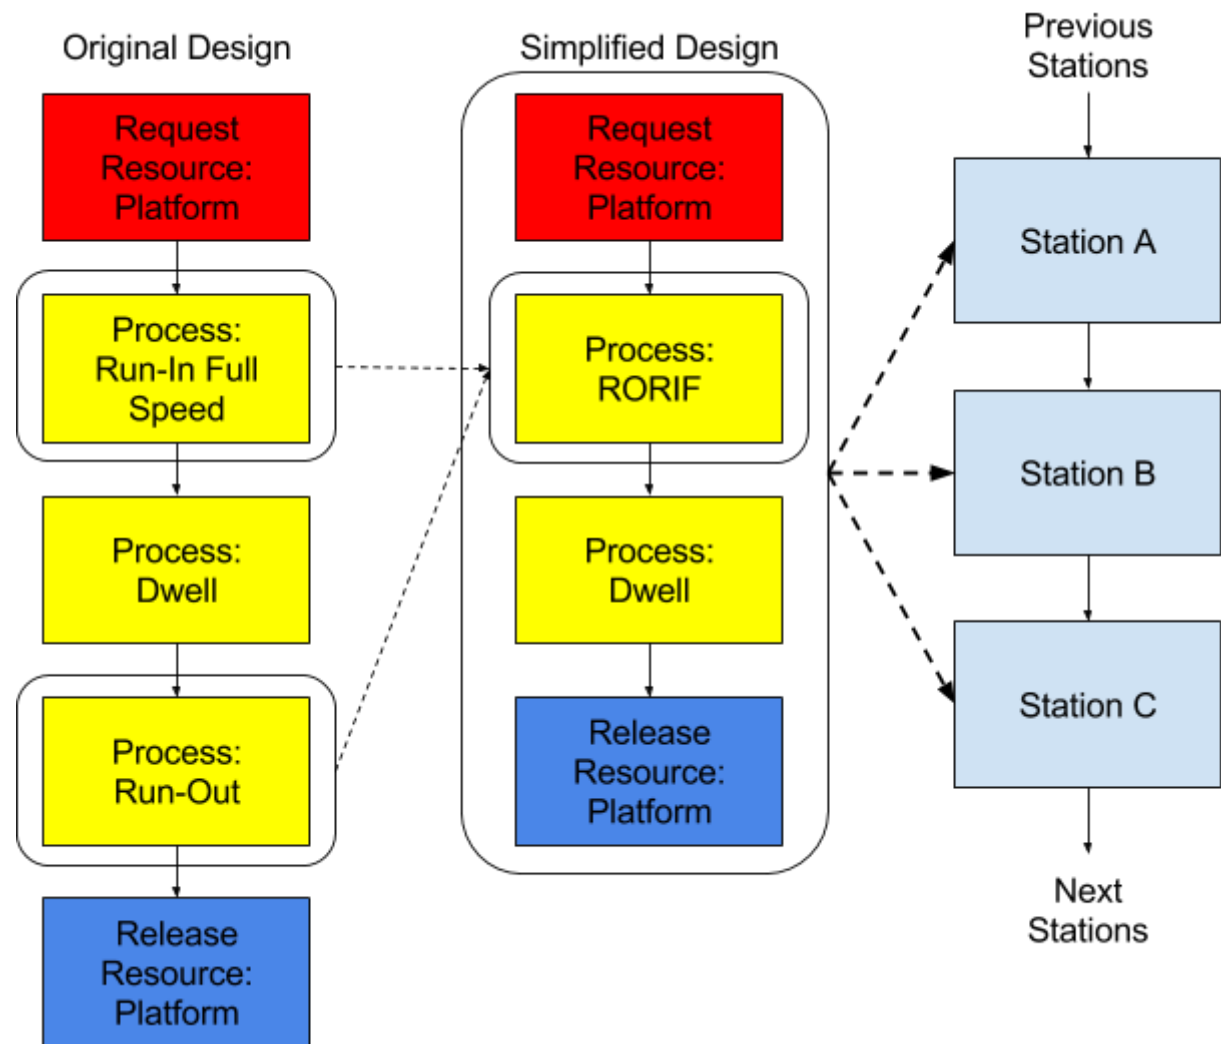 Original Design
Request
Resource:
Platform
Process:
Run-In Full
Speed
Process:
Dwell
Process:
Run-Out
Release
Resource:
Platform
Simplified Design
Request
Resource:
Platform
Process:
RORIF
Process:
Dwell
Release
Resource:
Platform
Previous
Stations
Station A
Station B
Station C
Next
Stations